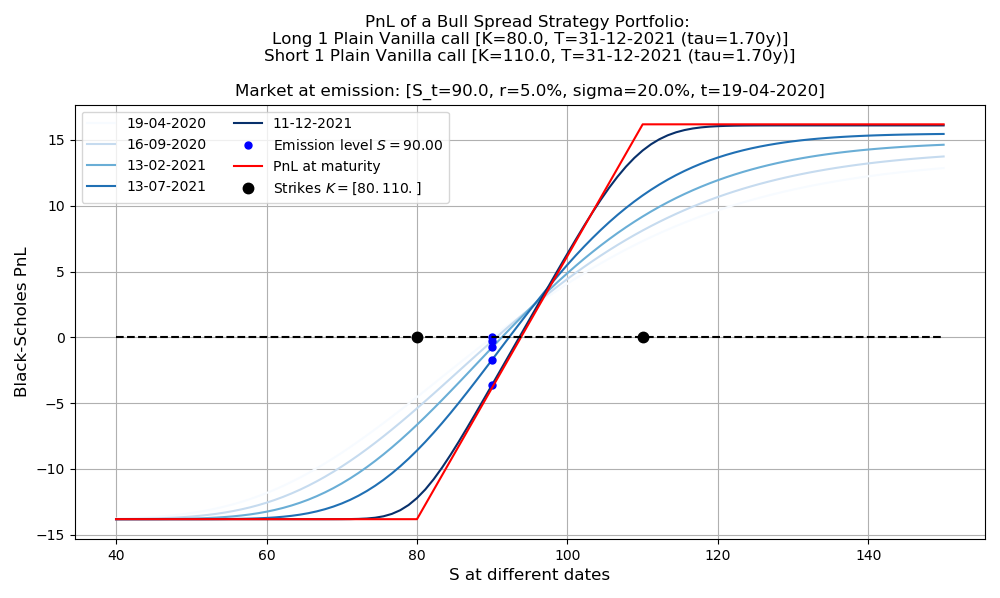 PnL of a Bull Spread Strategy Portfolio:
Long 1 Plain Vanilla call [K=80.0, T=31-12-2021 (tau=1.70y)]
Short 1 Plain Vanilla call [K=110.0, T=31-12-2021 (tau=1.70y)]
Market at emission: [S_t=90.0, r=5.0%, sigma=20.0%, t=19-04-2020]
19-04-2020
16-09-2020
13-02-2021
13-07-2021
11-12-2021
Emission level S = 90.00
PnL at maturity
Strikes K = [80. 110. ]
Black-Scholes PnL
15
10
5
0
−5
−10
−15
40
60
80
100
120
140
S at different dates